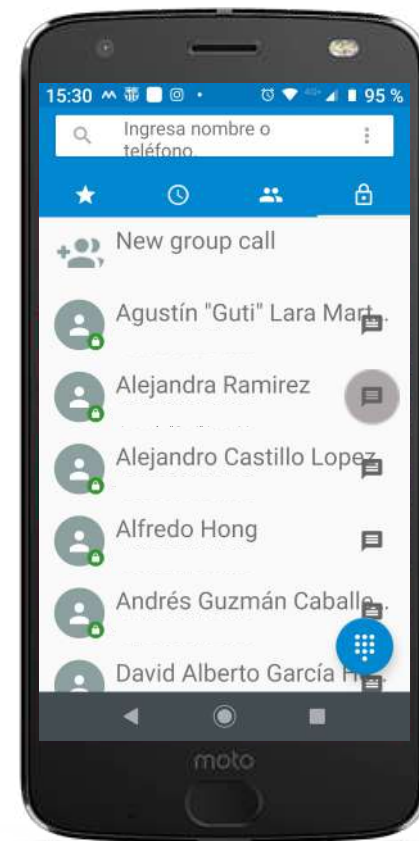 15:30 4G+ 95 %
Ingresa nombre o
teléfono.
New group call
Agustín "Guti" Lara Mart...
Alejandra Ramirez
Alejandro Castillo Lopez
Alfredo Hong
Andrés Guzmán Caballe...
David Alberto García H...
moto